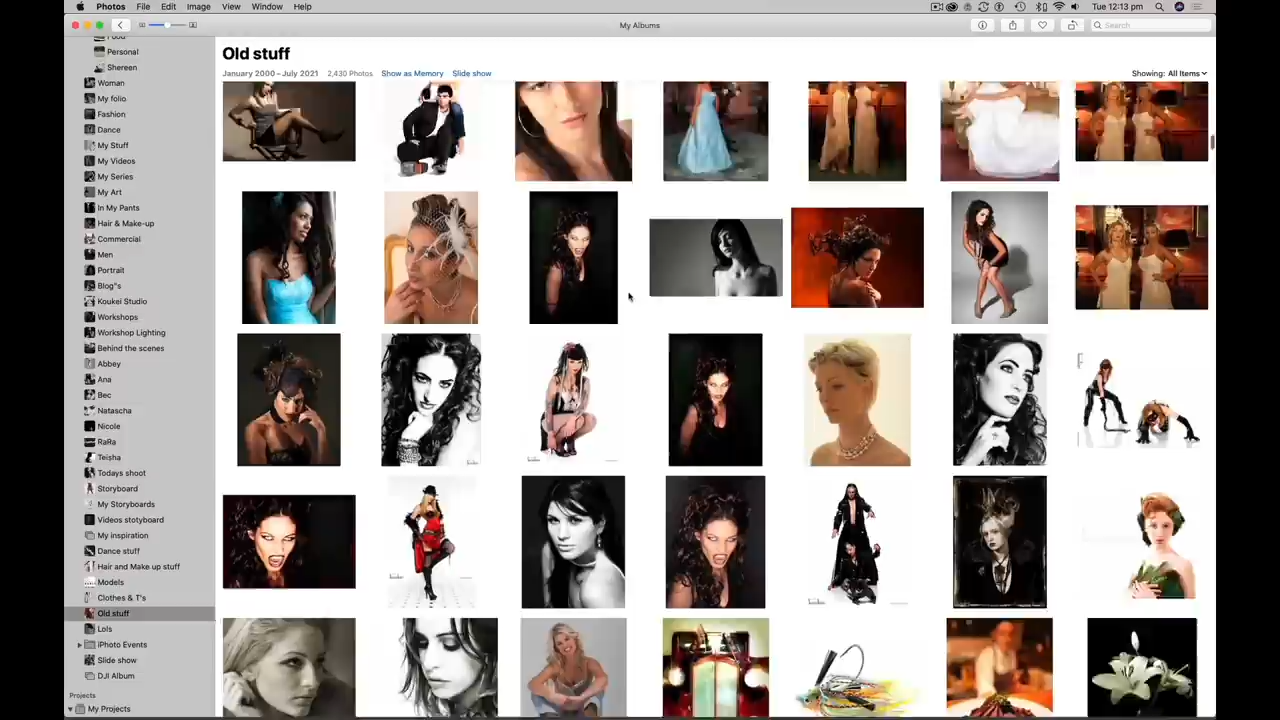 Photos File Edit Image View Window Help
Tue 12:13 pm
My Albums
Search
Personal
Shereen
Woman
My folio
Fashion
Dance
My Stuff
My Videos
My Series
My Art
In My Pants
Hair & Make-up
Commercial
Men
Portrait
Blog"s
Koukei Studio
Workshops
Workshop Lighting
Behind the scenes
Abbey
Ana
Bec
Natascha
Nicole
RaRa
Teisha
Todays shoot
Storyboard
My Storyboards
Videos stotyboard
My inspiration
Dance stuff
Hair and Make up stuff
Models
Clothes & T's
Old stuff
Lols
iPhoto Events
Slide show
DJI Album
Projects
My Projects
Old stuff
January 2000 – July 2021 2,430 Photos Show as Memory Slide show
Showing: All Items